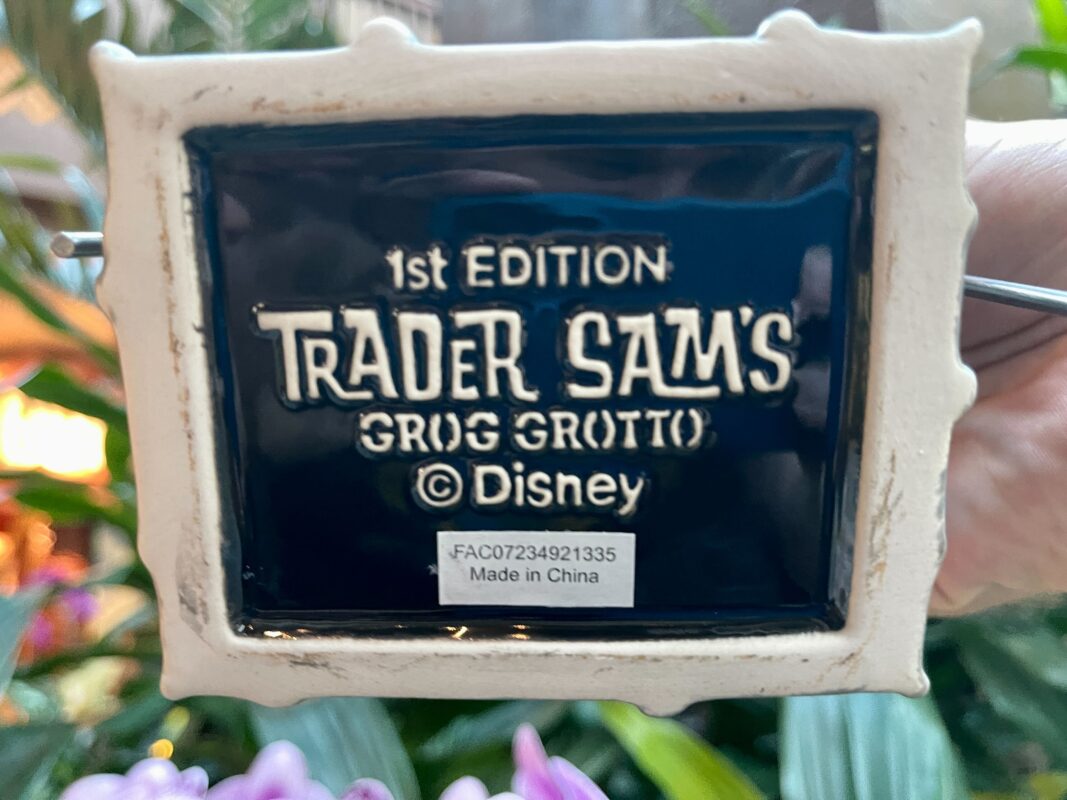 1st EDITION
TRADER SAM'S
GROG GROTTO
© Disney
FAC07234921335
Made in China